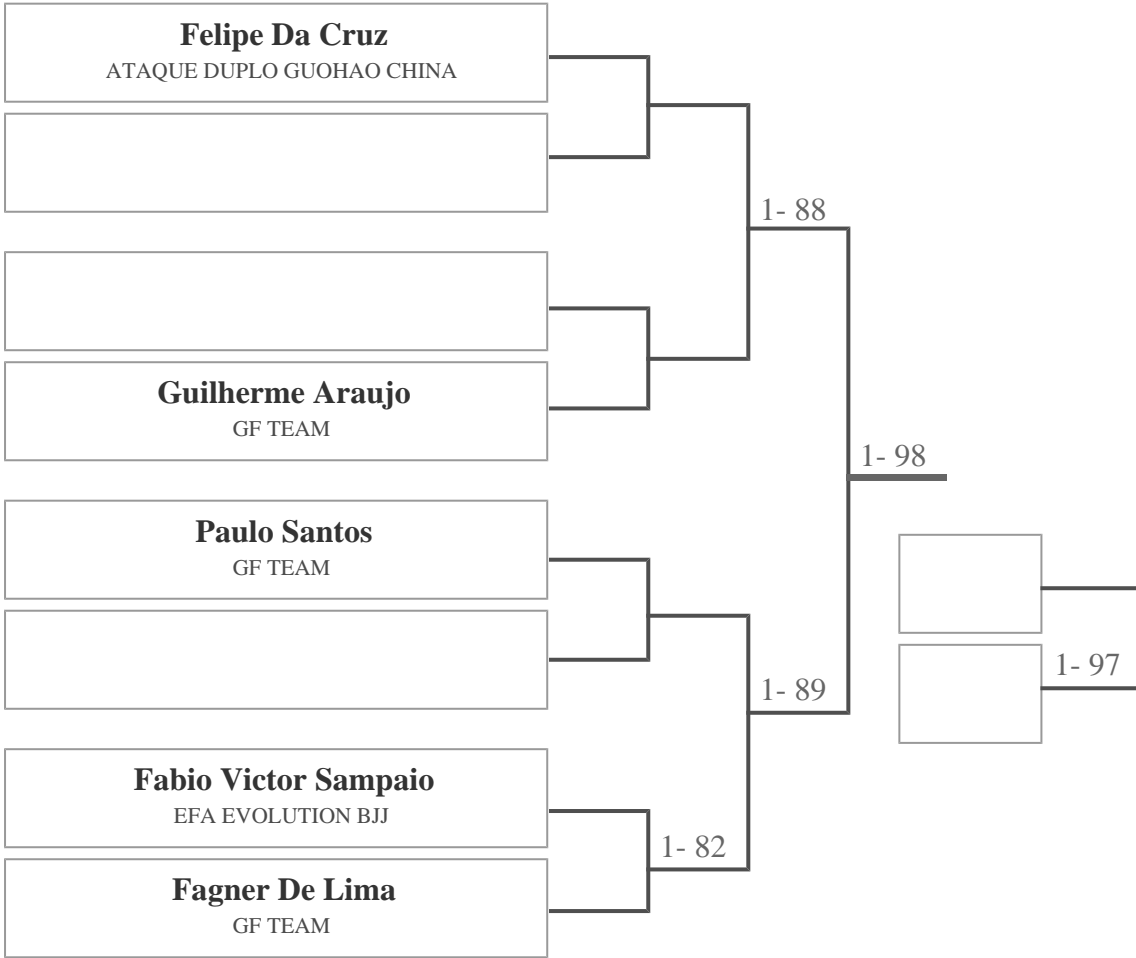 Felipe Da Cruz
ATAQUE DUPLO GUOHAO CHINA
1- 88
Guilherme Araujo
GF TEAM
1- 98
Paulo Santos
GF TEAM
1- 97
1- 89
Fabio Victor Sampaio
EFA EVOLUTION BJJ
1- 82
Fagner De Lima
GF TEAM